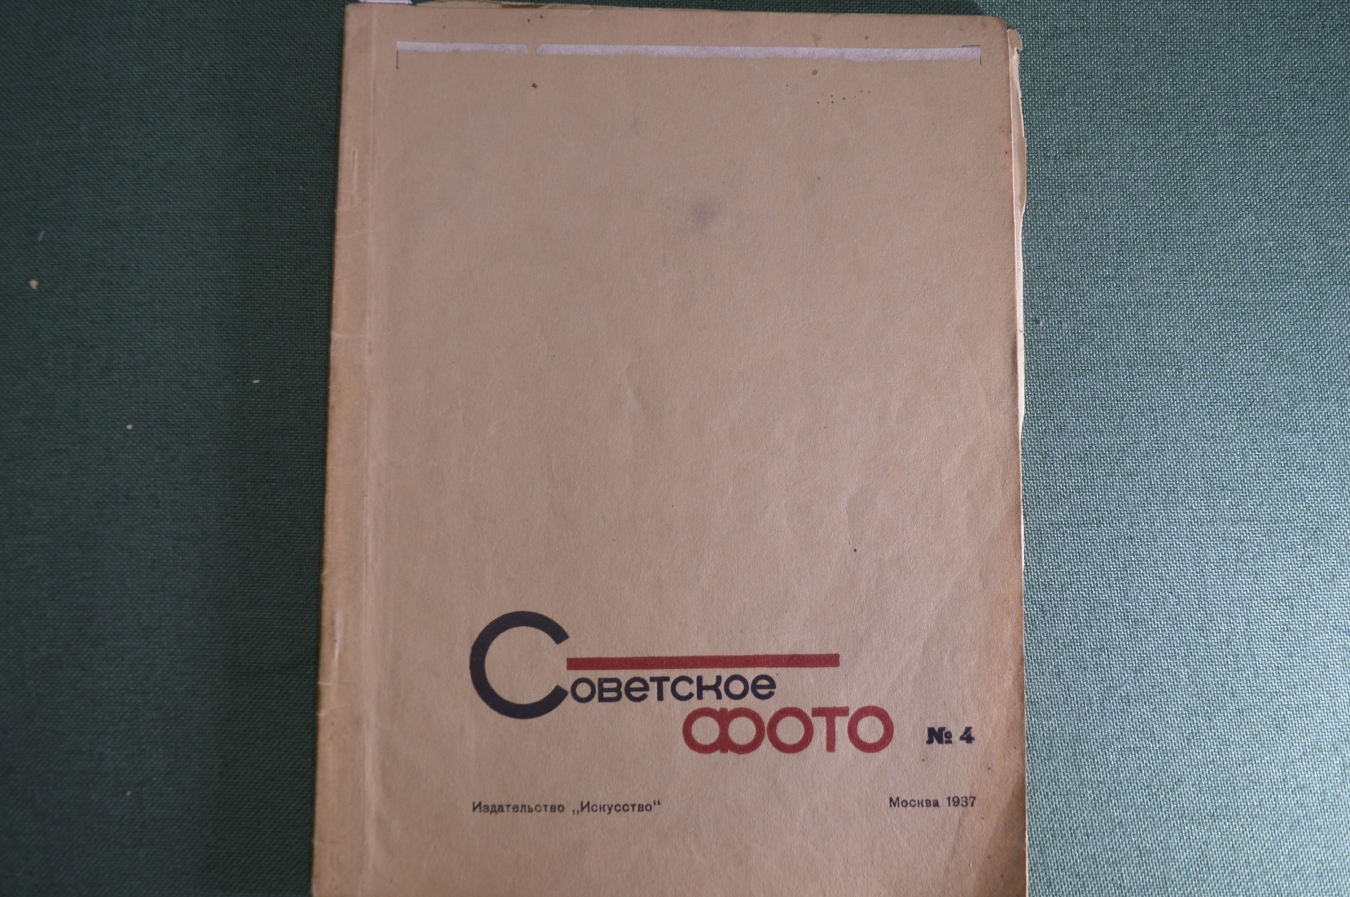 Советское
фото № 4
Издательство „Искусство“ Москва 1937